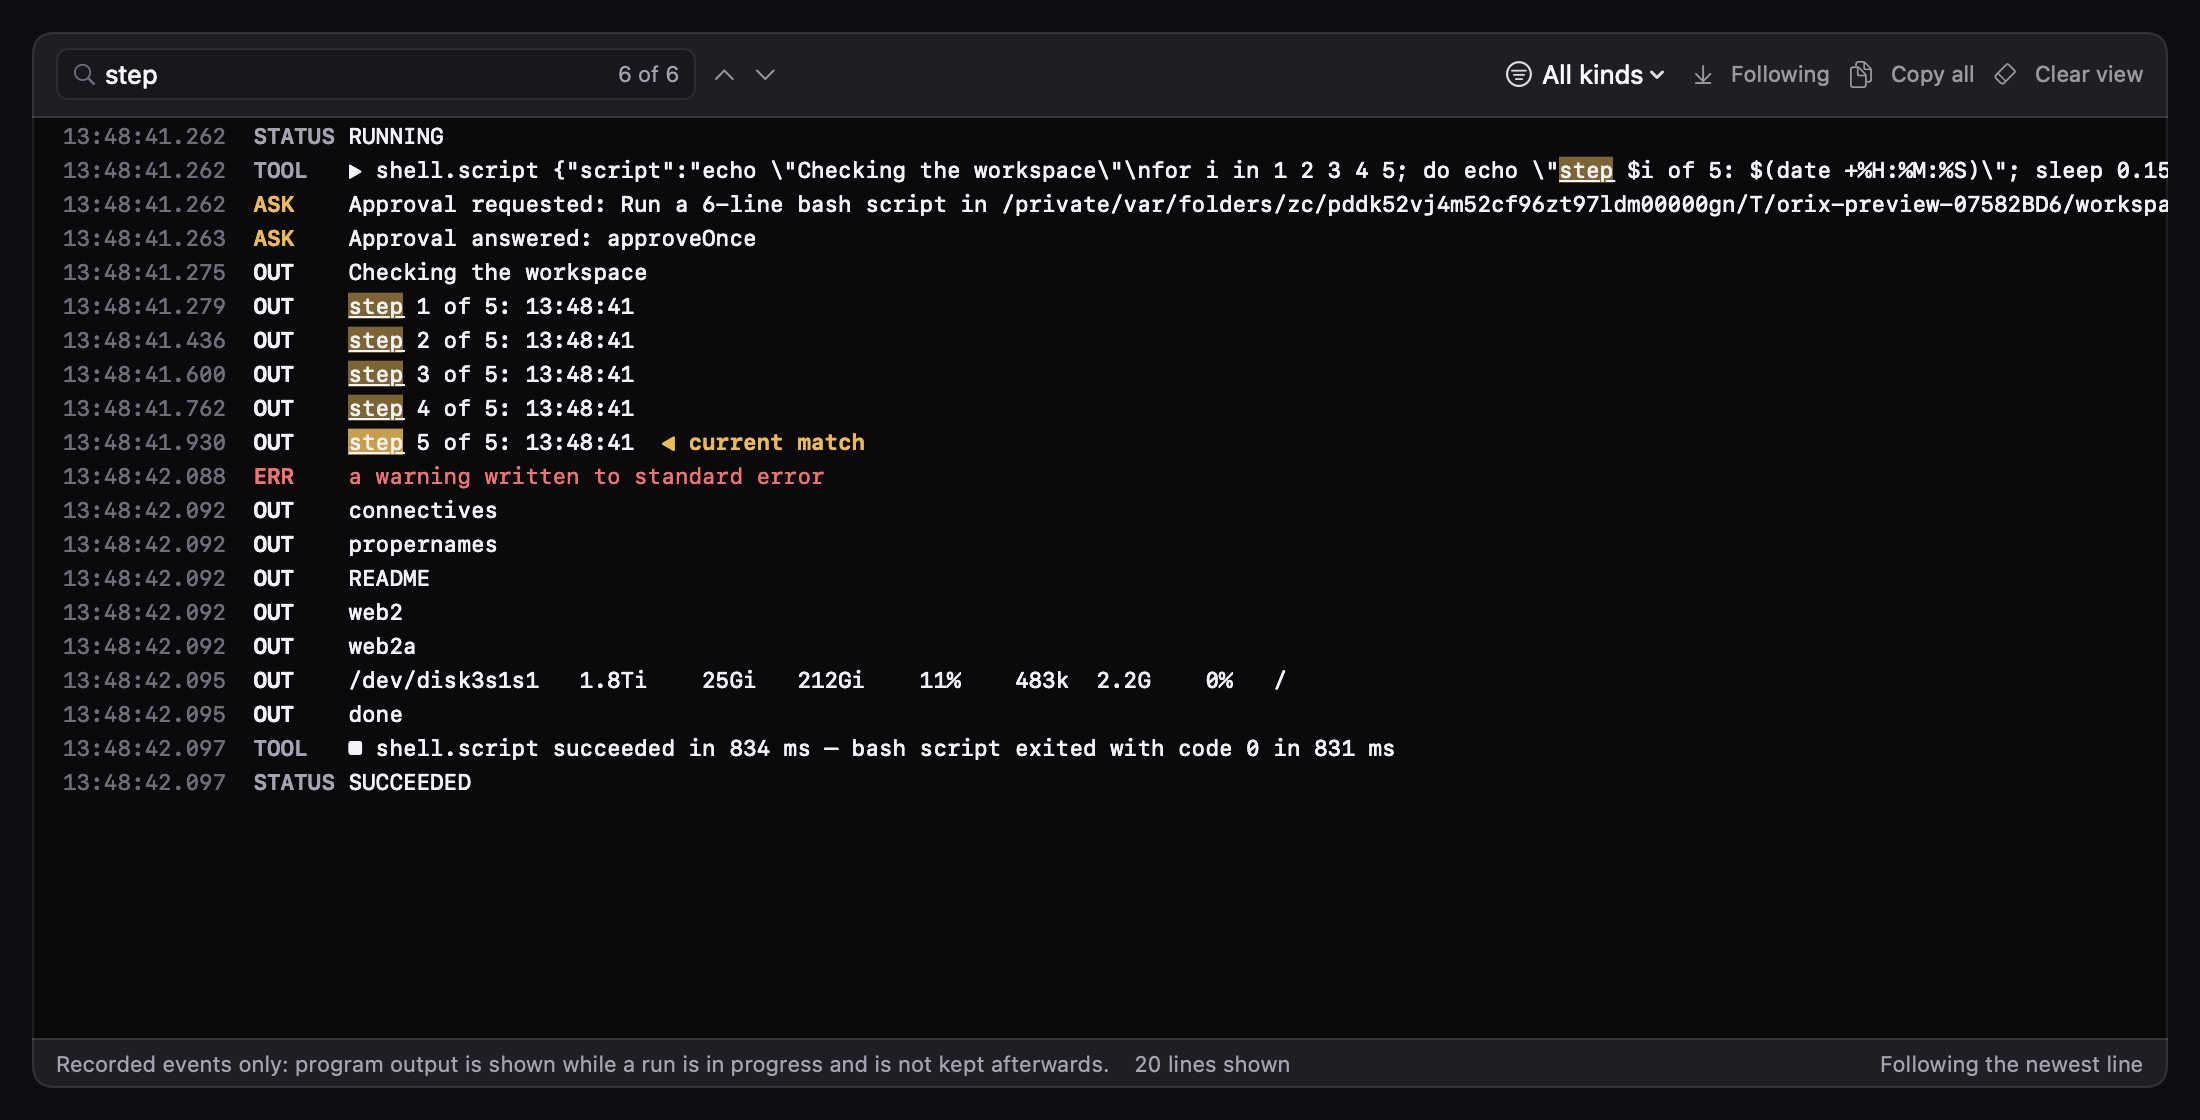 step 6 of 6 All kinds Following Copy all Clear view
13:48:41.262 STATUS RUNNING
13:48:41.262 TOOL ▶ shell.script {"script":"echo \"Checking the workspace\"\nfor i in 1 2 3 4 5; do echo \"step $i of 5: $(date +%H:%M:%S)\"; sleep 0.15
13:48:41.262 ASK Approval requested: Run a 6-line bash script in /private/var/folders/zc/pddk52vj4m52cf96zt97ldm00000gn/T/orix-preview-07582BD6/workspa
13:48:41.263 ASK Approval answered: approveOnce
13:48:41.275 OUT Checking the workspace
13:48:41.279 OUT step 1 of 5: 13:48:41
13:48:41.436 OUT step 2 of 5: 13:48:41
13:48:41.600 OUT step 3 of 5: 13:48:41
13:48:41.762 OUT step 4 of 5: 13:48:41
13:48:41.930 OUT step 5 of 5: 13:48:41 ◀ current match
13:48:42.088 ERR a warning written to standard error
13:48:42.092 OUT connectives
13:48:42.092 OUT propernames
13:48:42.092 OUT README
13:48:42.092 OUT web2
13:48:42.092 OUT web2a
13:48:42.095 OUT /dev/disk3s1s1 1.8Ti 25Gi 212Gi 11% 483k 2.2G 0% /
13:48:42.095 OUT done
13:48:42.097 TOOL ■ shell.script succeeded in 834 ms — bash script exited with code 0 in 831 ms
13:48:42.097 STATUS SUCCEEDED
Recorded events only: program output is shown while a run is in progress and is not kept afterwards. 20 lines shown Following the newest line